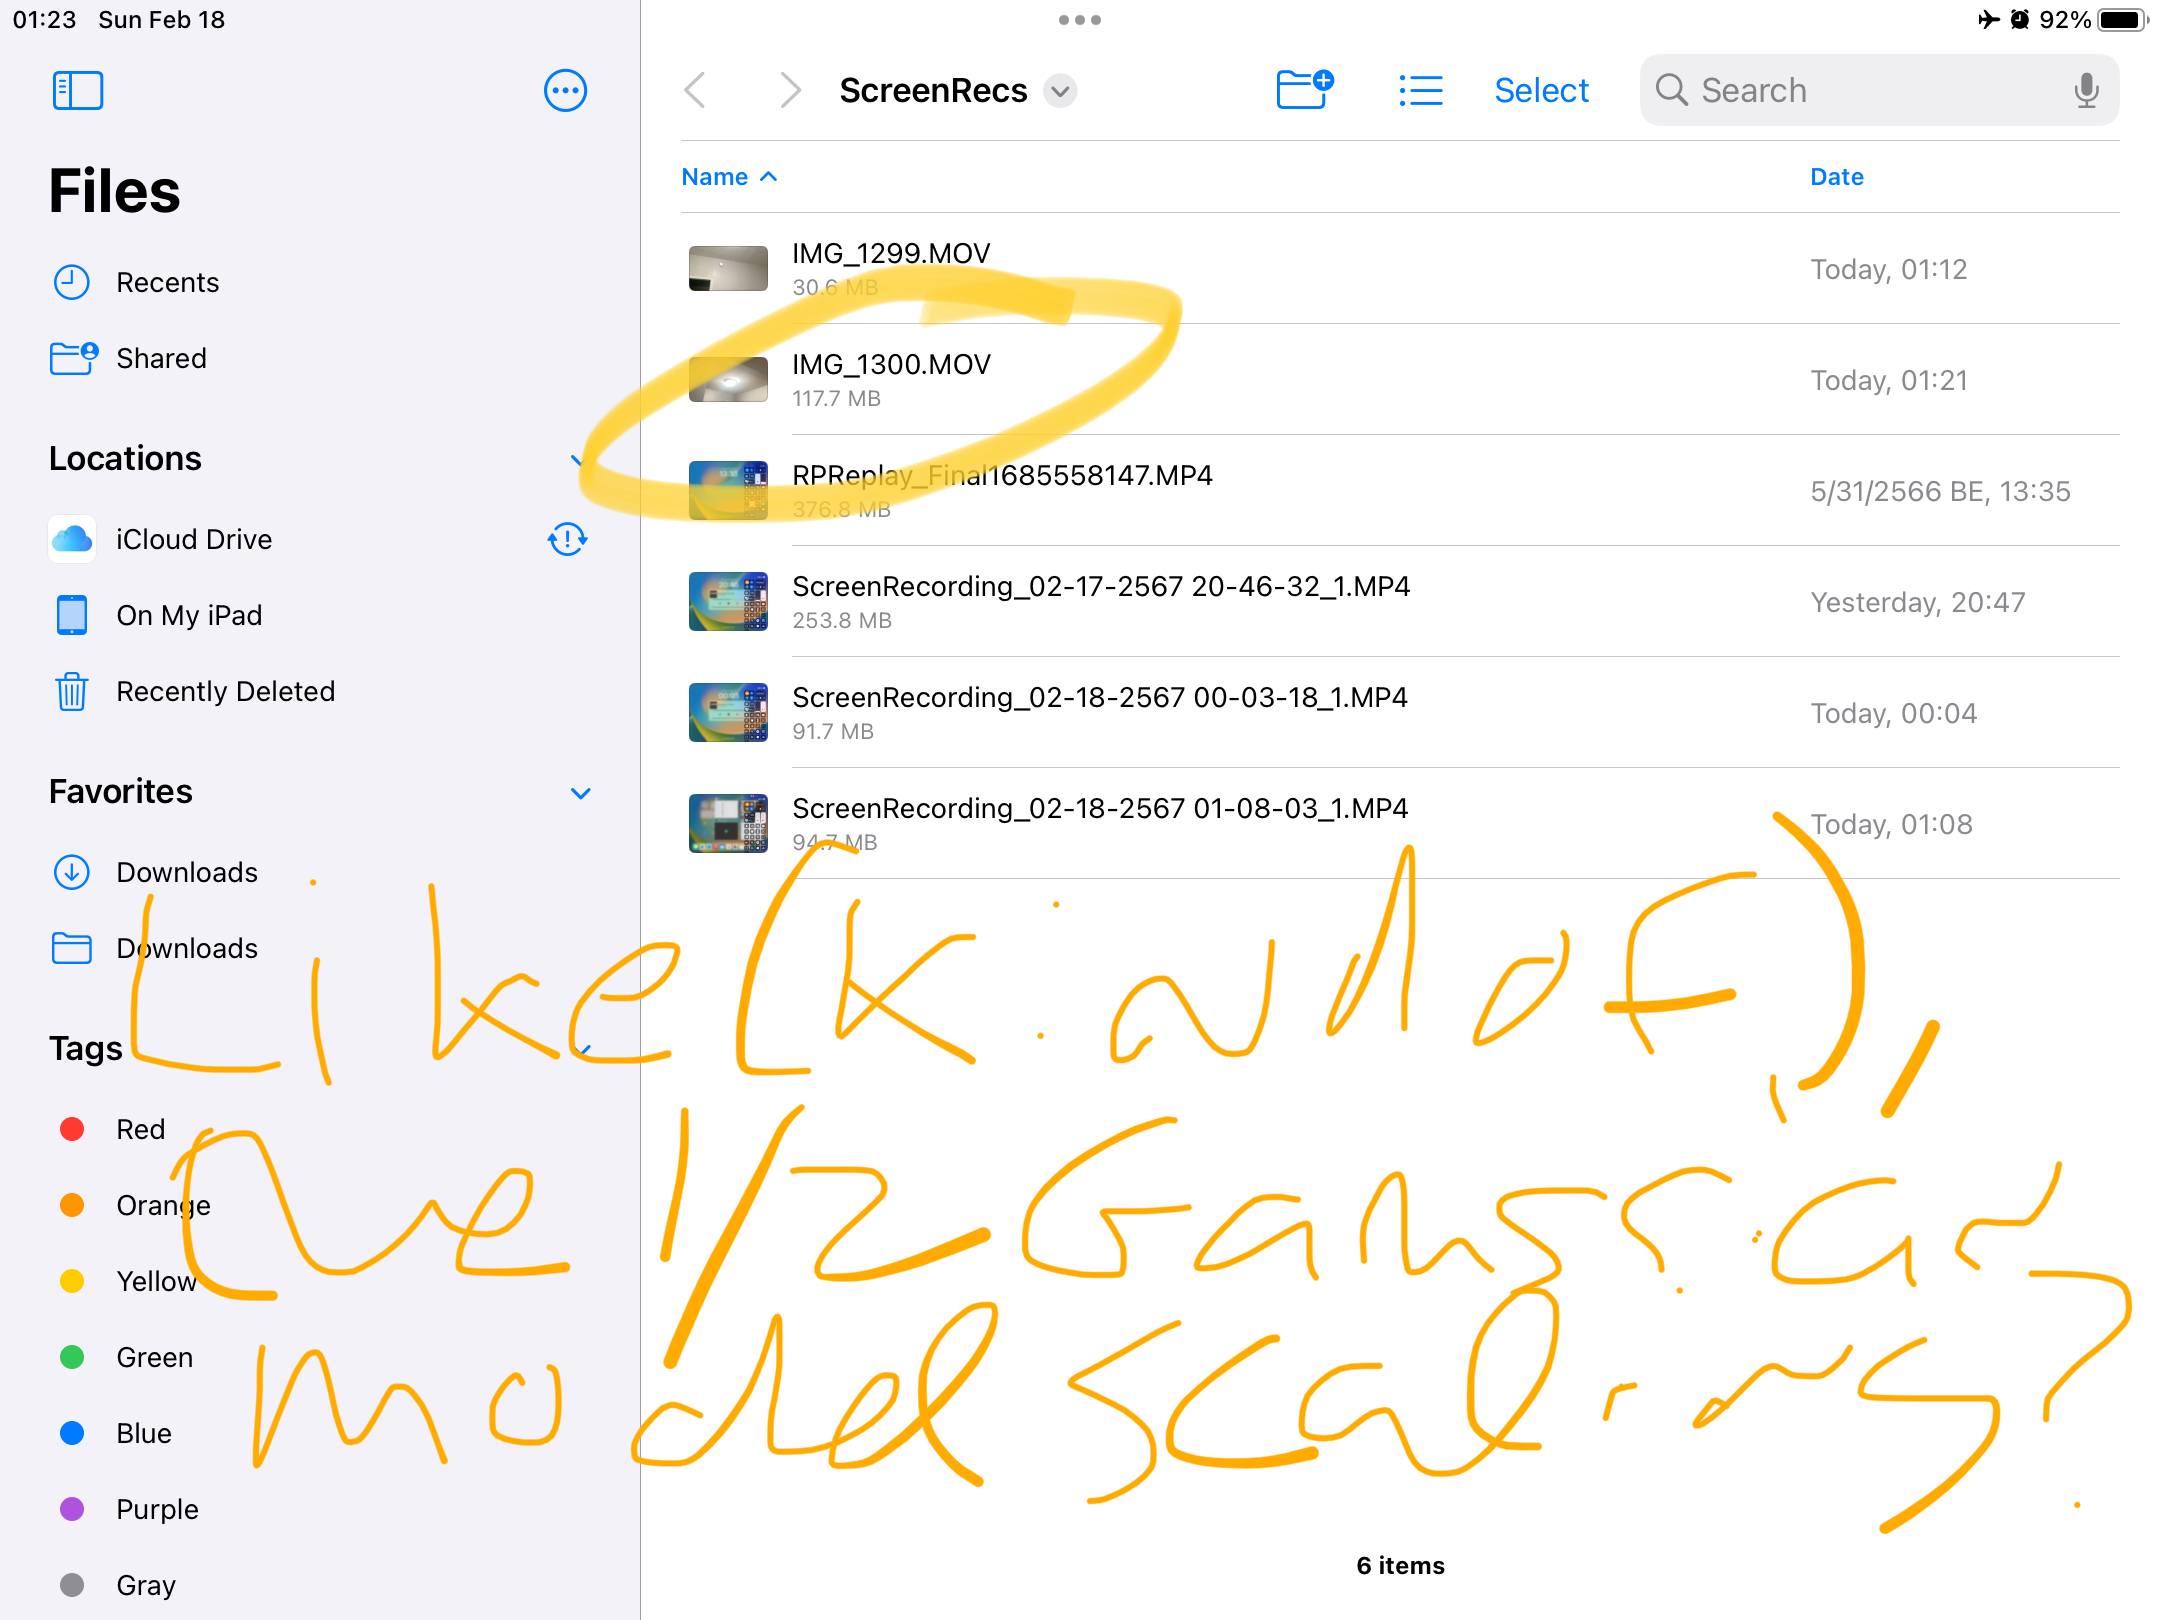 01:23 Sun Feb 18
92%
Files
Recents
Shared
Locations
iCloud Drive
On My iPad
Recently Deleted
Favorites
Downloads
Downloads
Tags
Red
Orange
Yellow
Green
Blue
Purple
Gray
ScreenRecs
Select
Search
Name
Date
IMG_1299.MOV
30.6 MB
Today, 01:12
IMG_1300.MOV
117.7 MB
Today, 01:21
RPReplay_Final1685558147.MP4
376.8 MB
5/31/2566 BE, 13:35
ScreenRecording_02-17-2567 20-46-32_1.MP4
253.8 MB
Yesterday, 20:47
ScreenRecording_02-18-2567 00-03-18_1.MP4
91.7 MB
Today, 00:04
ScreenRecording_02-18-2567 01-08-03_1.MP4
94.7 MB
Today, 01:08
6 items
Like (kind of),
1/2
model scaling?